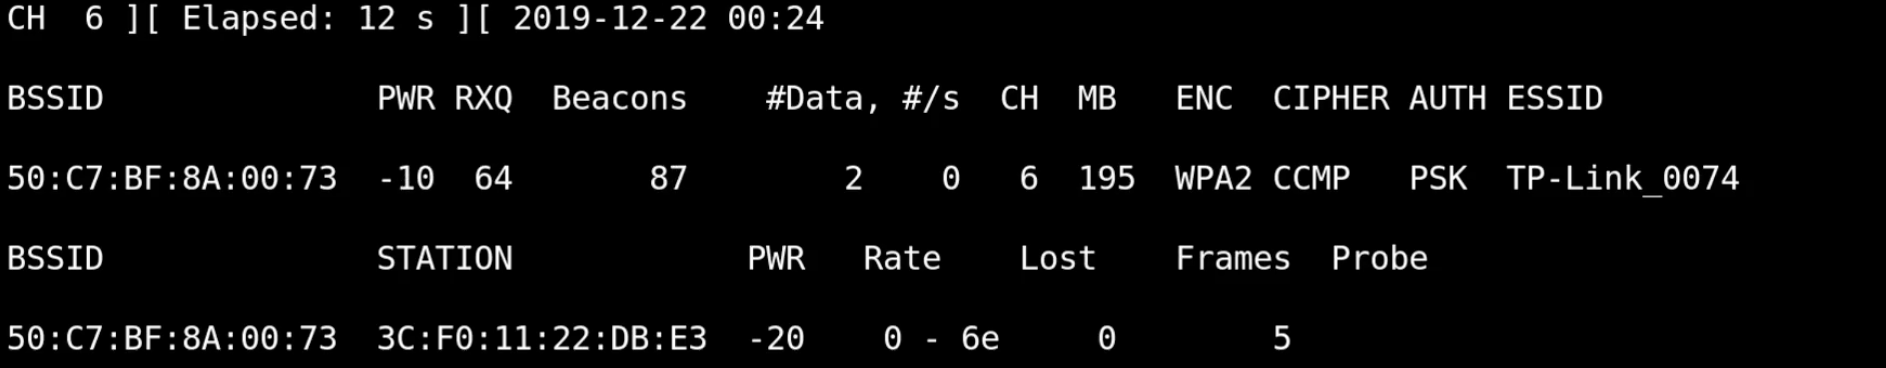 CH  6 ][ Elapsed: 12 s ][ 2019-12-22 00:24
BSSID              PWR RXQ  Beacons    #Data, #/s  CH  MB   ENC  CIPHER AUTH ESSID
50:C7:BF:8A:00:73  -10  64       87        2    0   6  195  WPA2 CCMP   PSK  TP-Link_0074
BSSID              STATION            PWR   Rate    Lost    Frames  Probe
50:C7:BF:8A:00:73  3C:F0:11:22:DB:E3  -20    0 - 6e     0        5